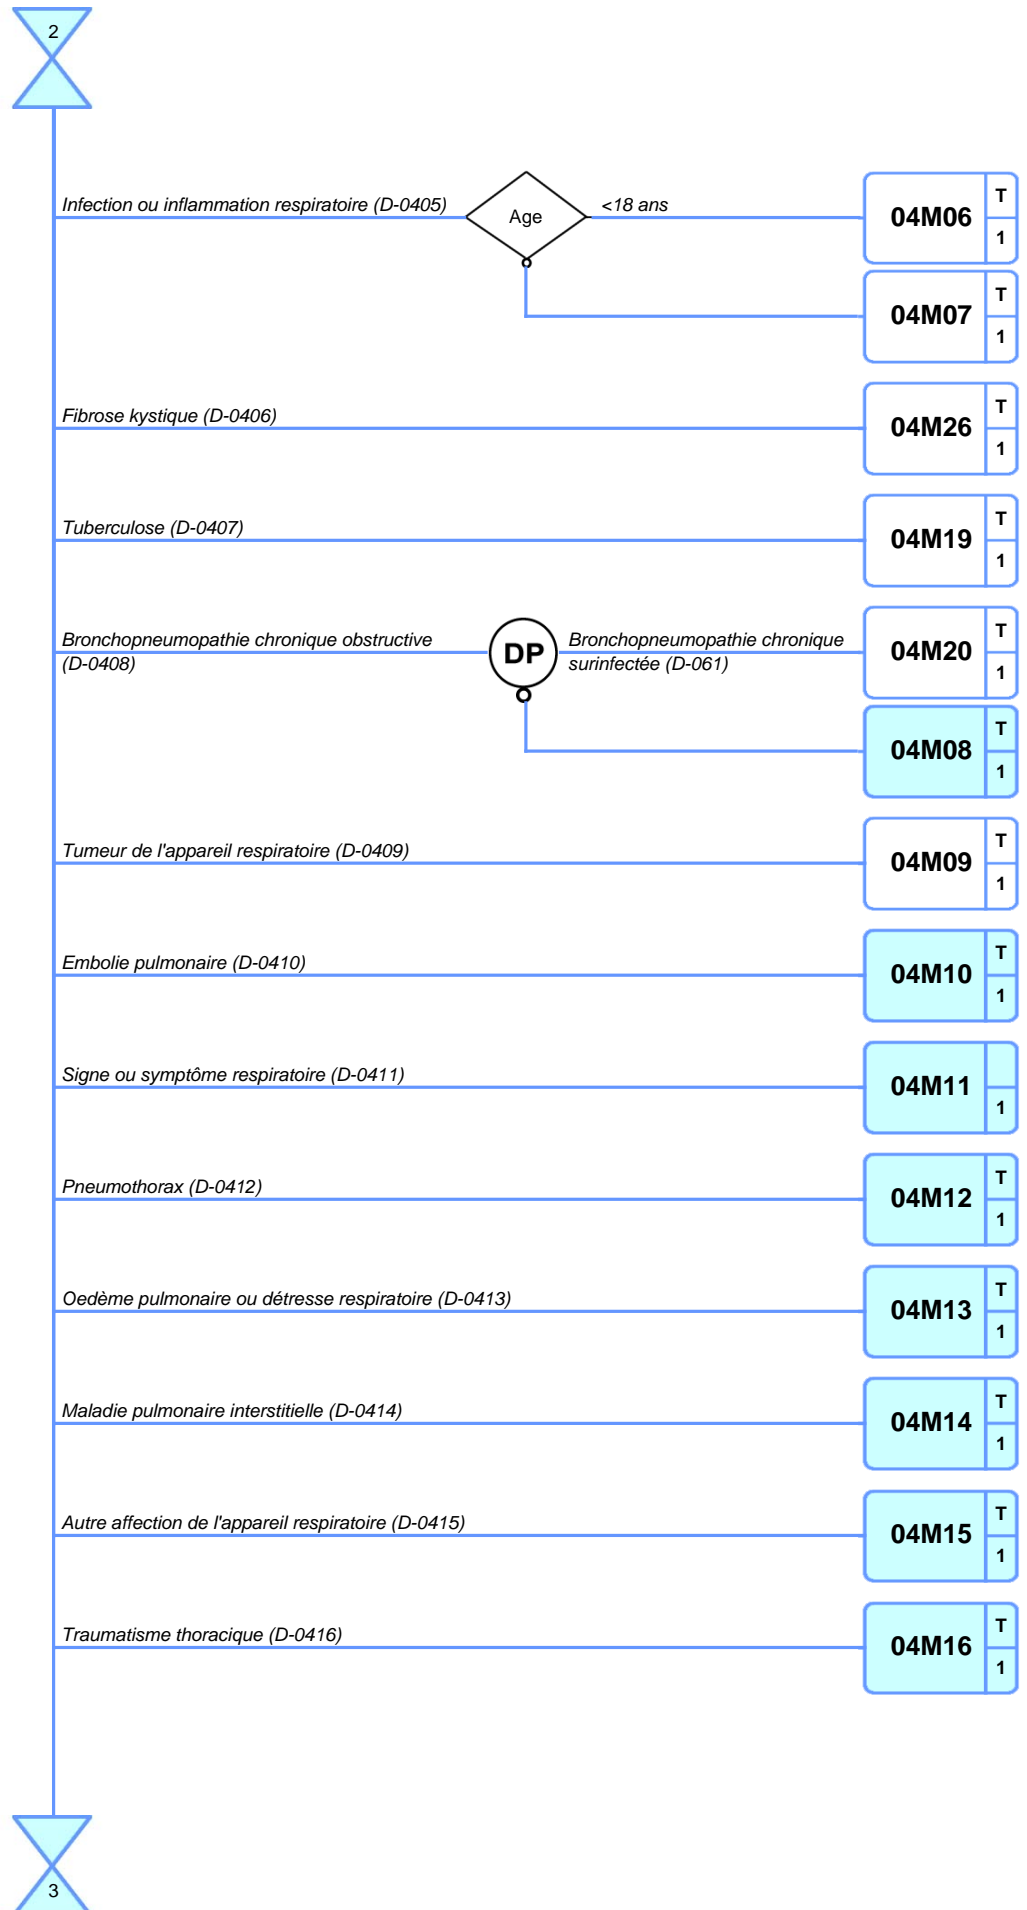 2
Infection ou inflammation respiratoire (D-0405)
Age
<18 ans
04M06
T
1
04M07
T
1
Fibrose kystique (D-0406)
04M26
T
1
Tuberculose (D-0407)
04M19
T
1
Bronchopneumopathie chronique obstructive
(D-0408)
DP
Bronchopneumopathie chronique
surinfectée (D-061)
04M20
T
1
04M08
T
1
Tumeur de l'appareil respiratoire (D-0409)
04M09
T
1
Embolie pulmonaire (D-0410)
04M10
T
1
Signe ou symptôme respiratoire (D-0411)
04M11
1
Pneumothorax (D-0412)
04M12
T
1
Oedème pulmonaire ou détresse respiratoire (D-0413)
04M13
T
1
Maladie pulmonaire interstitielle (D-0414)
04M14
T
1
Autre affection de l'appareil respiratoire (D-0415)
04M15
T
1
Traumatisme thoracique (D-0416)
04M16
T
1
3